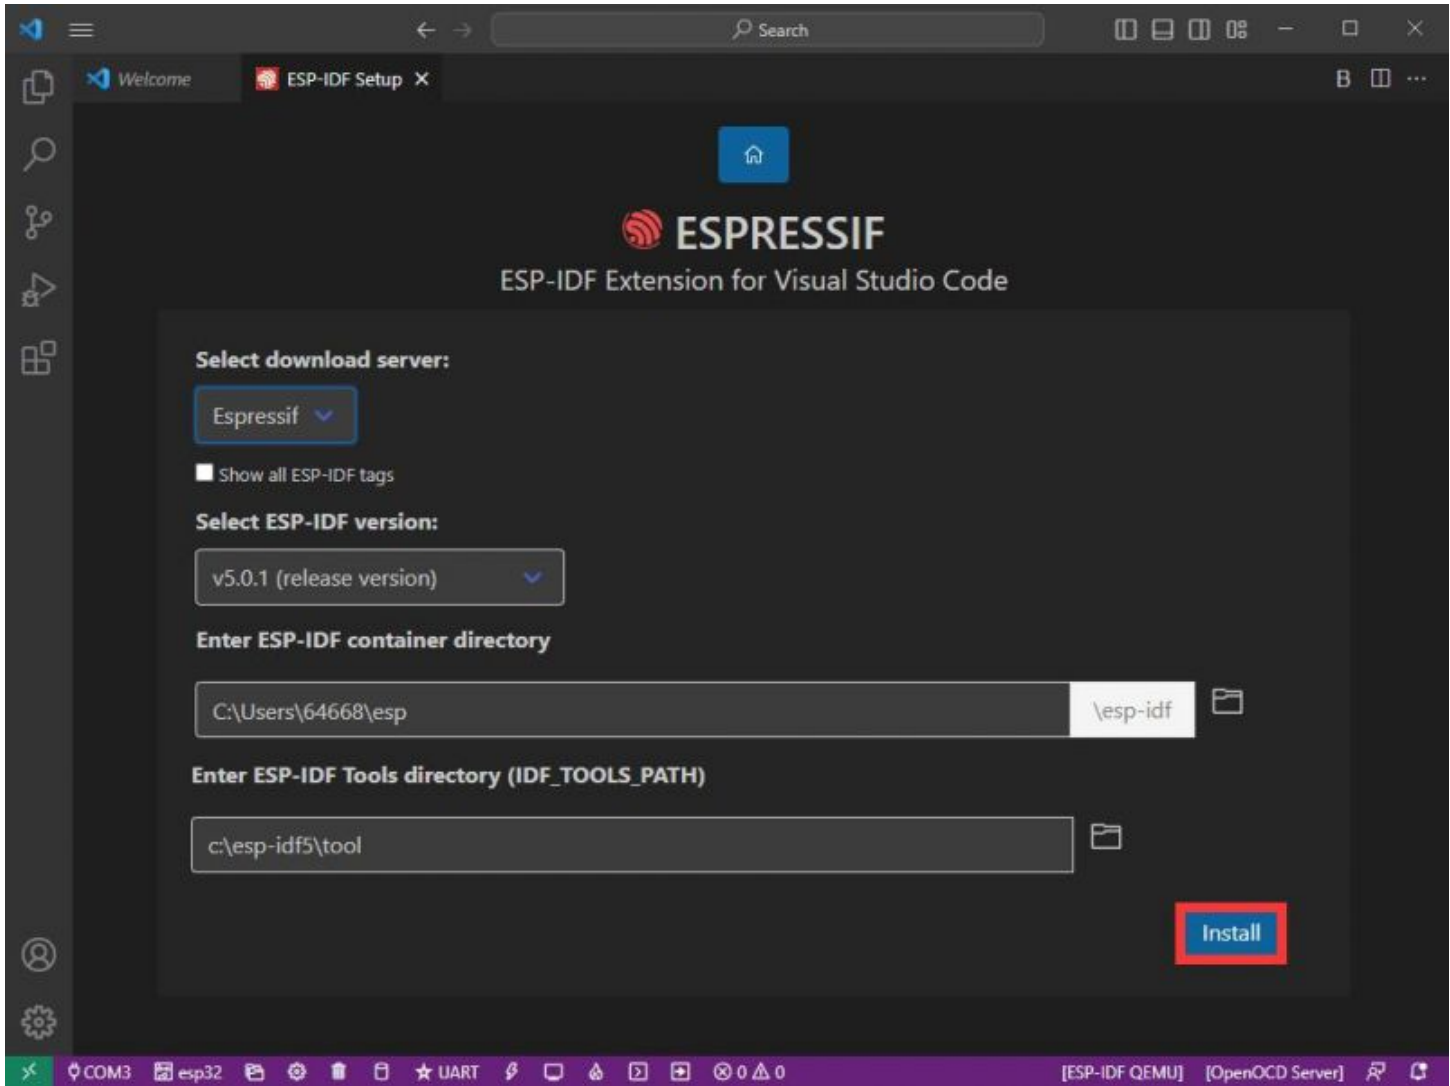 Search
Welcome
ESP-IDF Setup
B
ESPRESSIF
ESP-IDF Extension for Visual Studio Code
Select download server:
Espressif
Show all ESP-IDF tags
Select ESP-IDF version:
v5.0.1 (release version)
Enter ESP-IDF container directory
C:\Users\64668\esp \esp-idf
Enter ESP-IDF Tools directory (IDF_TOOLS_PATH)
c:\esp-idf5\tool
Install
COM3 esp32 UART 0 0 [ESP-IDF QEMU] [OpenOCD Server]